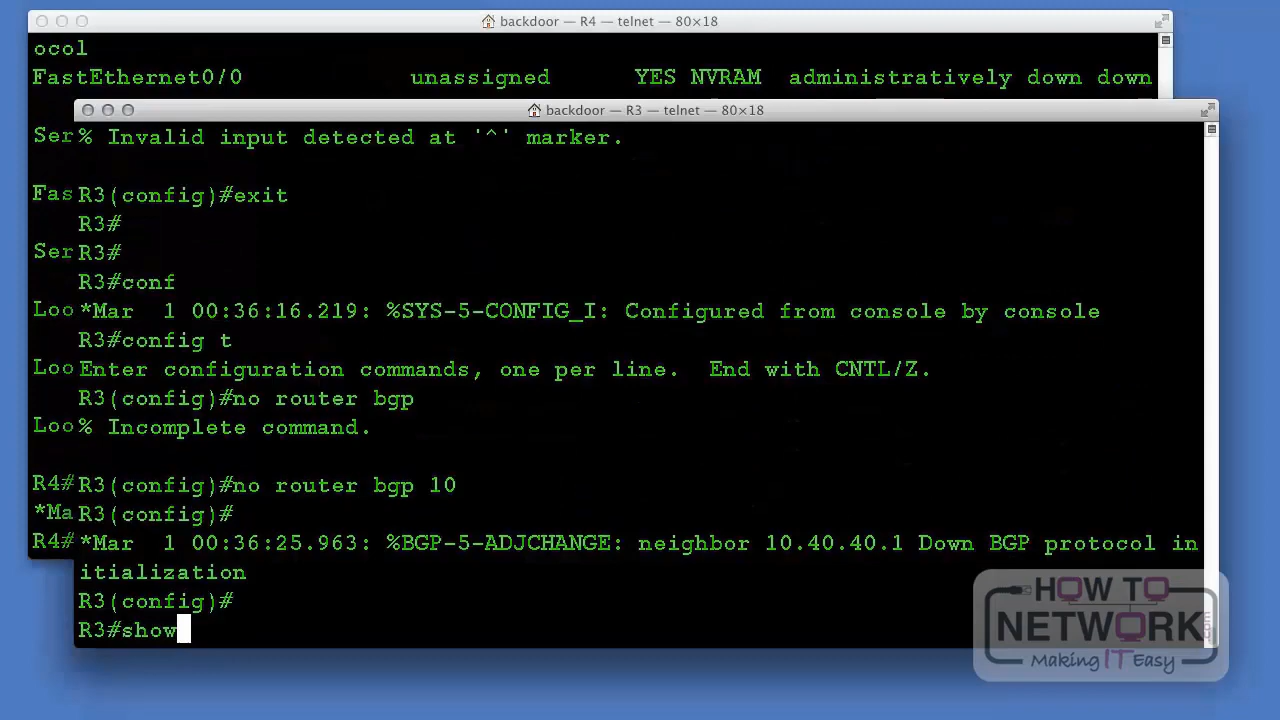 backdoor — R4 — telnet — 80×18
ocol
FastEthernet0/0 unassigned YES NVRAM administratively down down
backdoor — R3 — telnet — 80×18
Ser
% Invalid input detected at '^' marker.
Fas
R3(config)#exit
R3#
Ser
R3#
R3#conf
Loo
*Mar 1 00:36:16.219: %SYS-5-CONFIG_I: Configured from console by console
R3#config t
Loo
Enter configuration commands, one per line. End with CNTL/Z.
R3(config)#no router bgp
Loo
% Incomplete command.
R4#
R3(config)#no router bgp 10
*Ma
R3(config)#
R4#
*Mar 1 00:36:25.963: %BGP-5-ADJCHANGE: neighbor 10.40.40.1 Down BGP protocol in
itialization
R3(config)#
R3#show
HOW TO
NETWORK.com
Making IT Easy